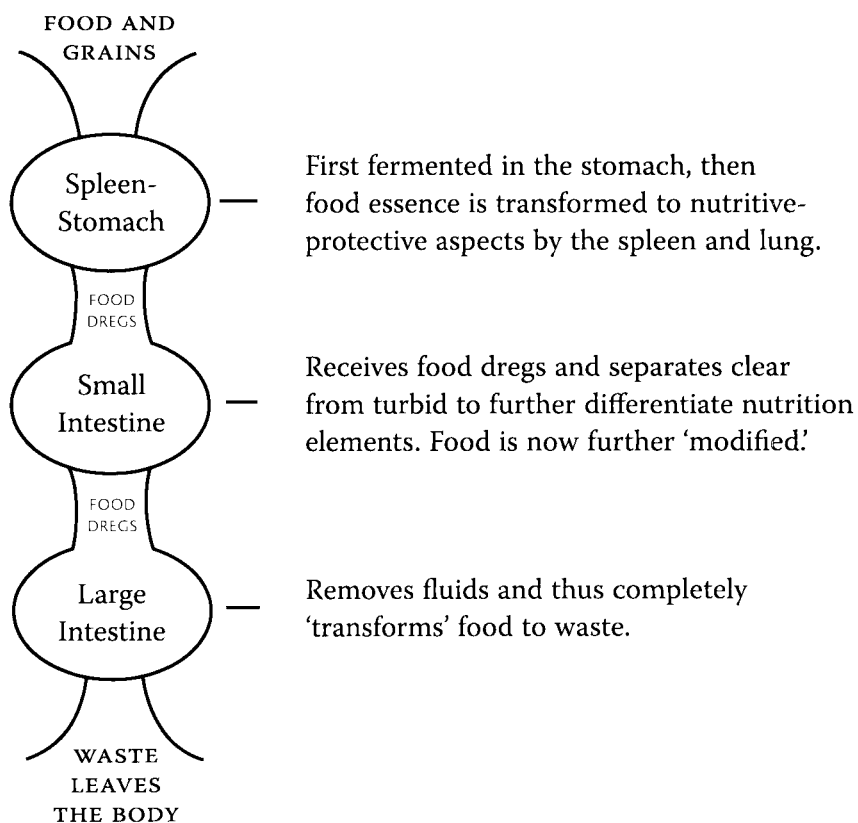 FOOD AND
GRAINS
Spleen-
Stomach
First fermented in the stomach, then
food essence is transformed to nutritive-
protective aspects by the spleen and lung.
FOOD
DREGS
Small
Intestine
Receives food dregs and separates clear
from turbid to further differentiate nutrition
elements. Food is now further ‘modified.’
FOOD
DREGS
Large
Intestine
Removes fluids and thus completely
‘transforms’ food to waste.
WASTE
LEAVES
THE BODY